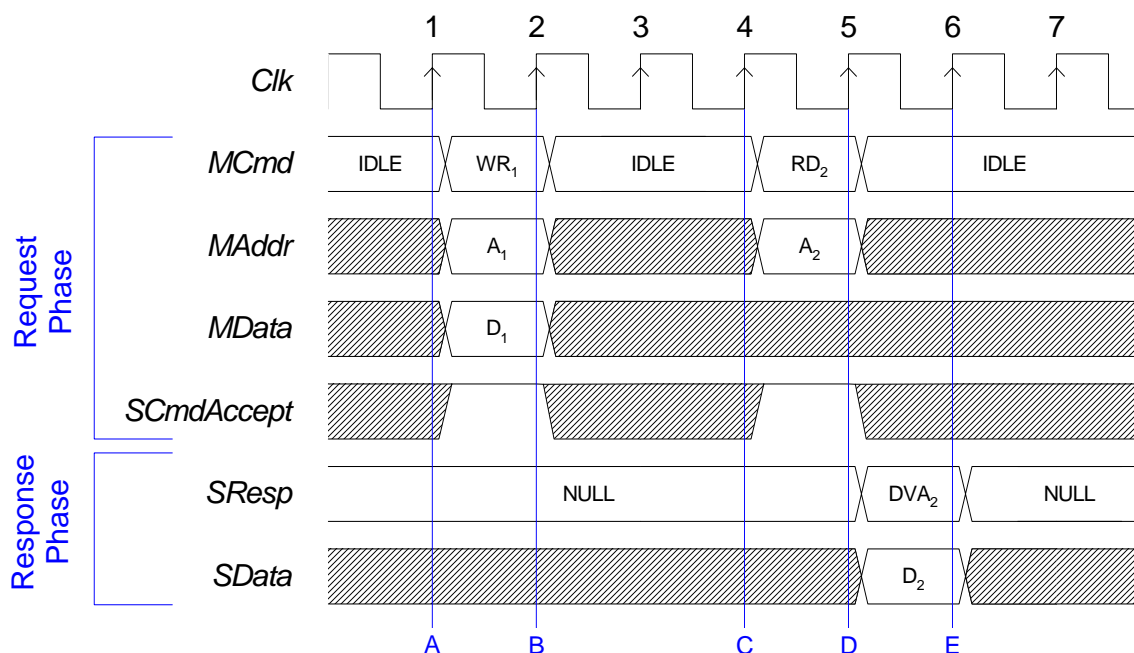 1 2 3 4 5 6 7
Clk
MCmd IDLE WR₁ IDLE RD₂ IDLE
MAddr A₁ A₂
MData D₁
SCmdAccept
Request Phase
SResp NULL DVA₂ NULL
SData D₂
Response Phase
A B C D E